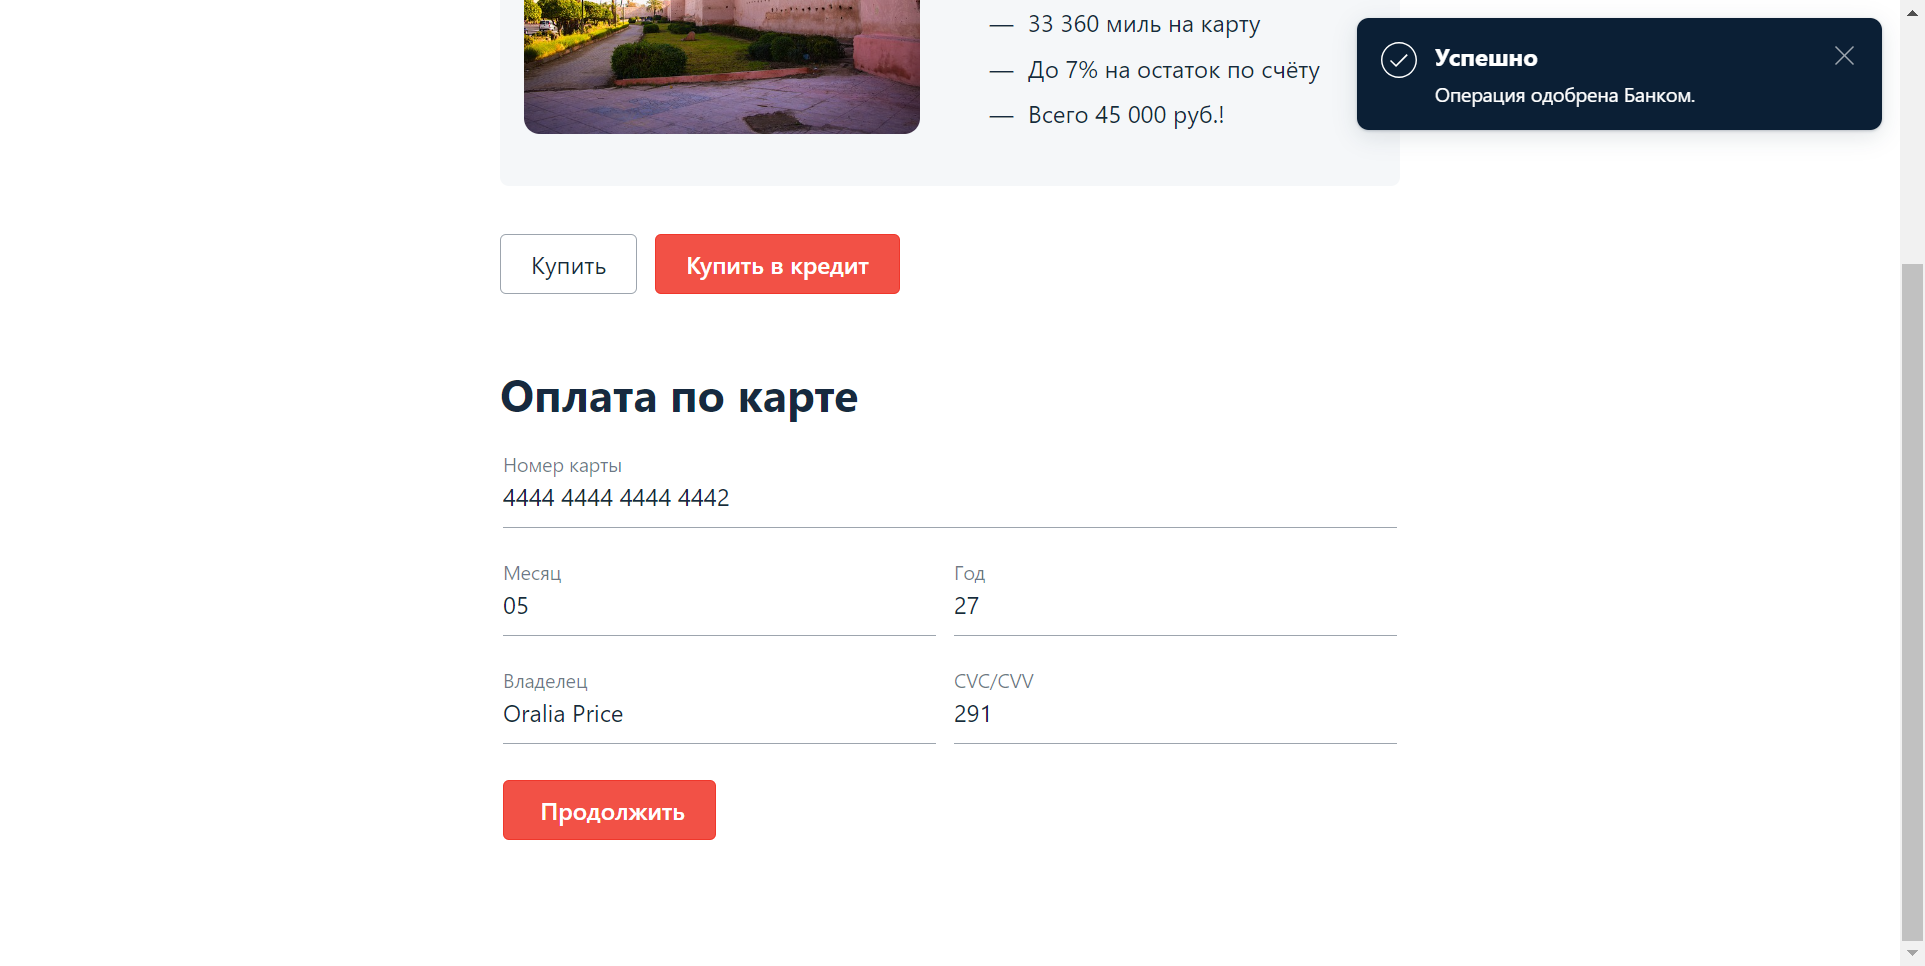 — 33 360 миль на карту
— До 7% на остаток по счёту
— Всего 45 000 руб.!
Успешно
Операция одобрена Банком.
Купить
Купить в кредит
Оплата по карте
Номер карты
4444 4444 4444 4442
Месяц
05
Год
27
Владелец
Oralia Price
CVC/CVV
291
Продолжить